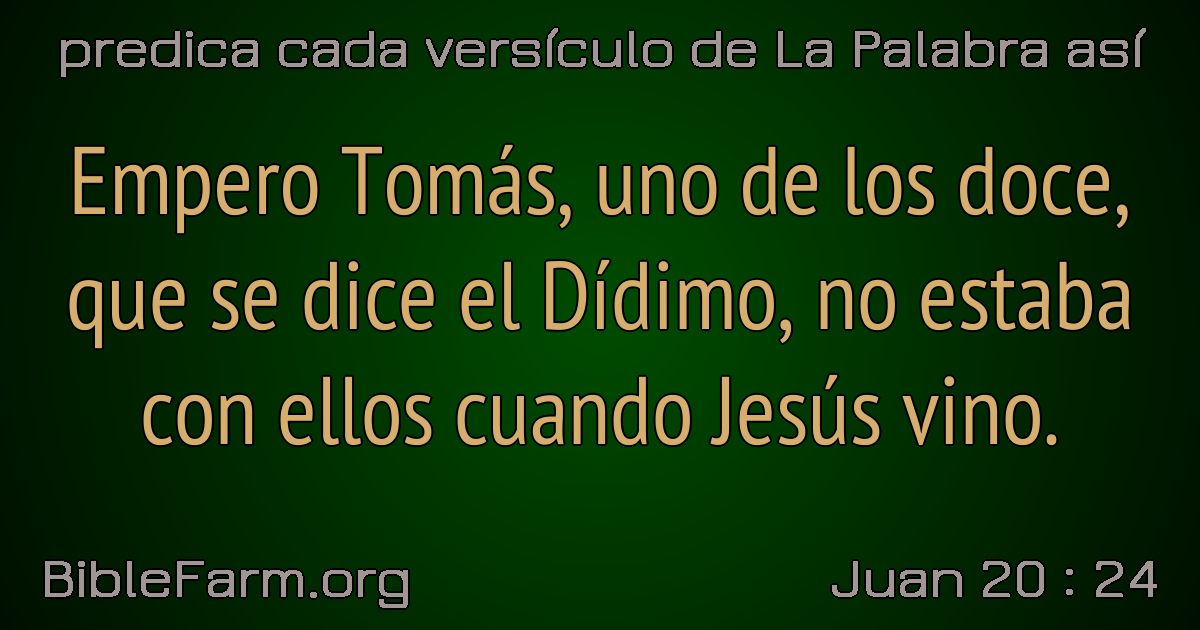 predica cada versículo de La Palabra así
Empero Tomás, uno de los doce,
que se dice el Dídimo, no estaba
con ellos cuando Jesús vino.
BibleFarm.org
Juan 20 : 24